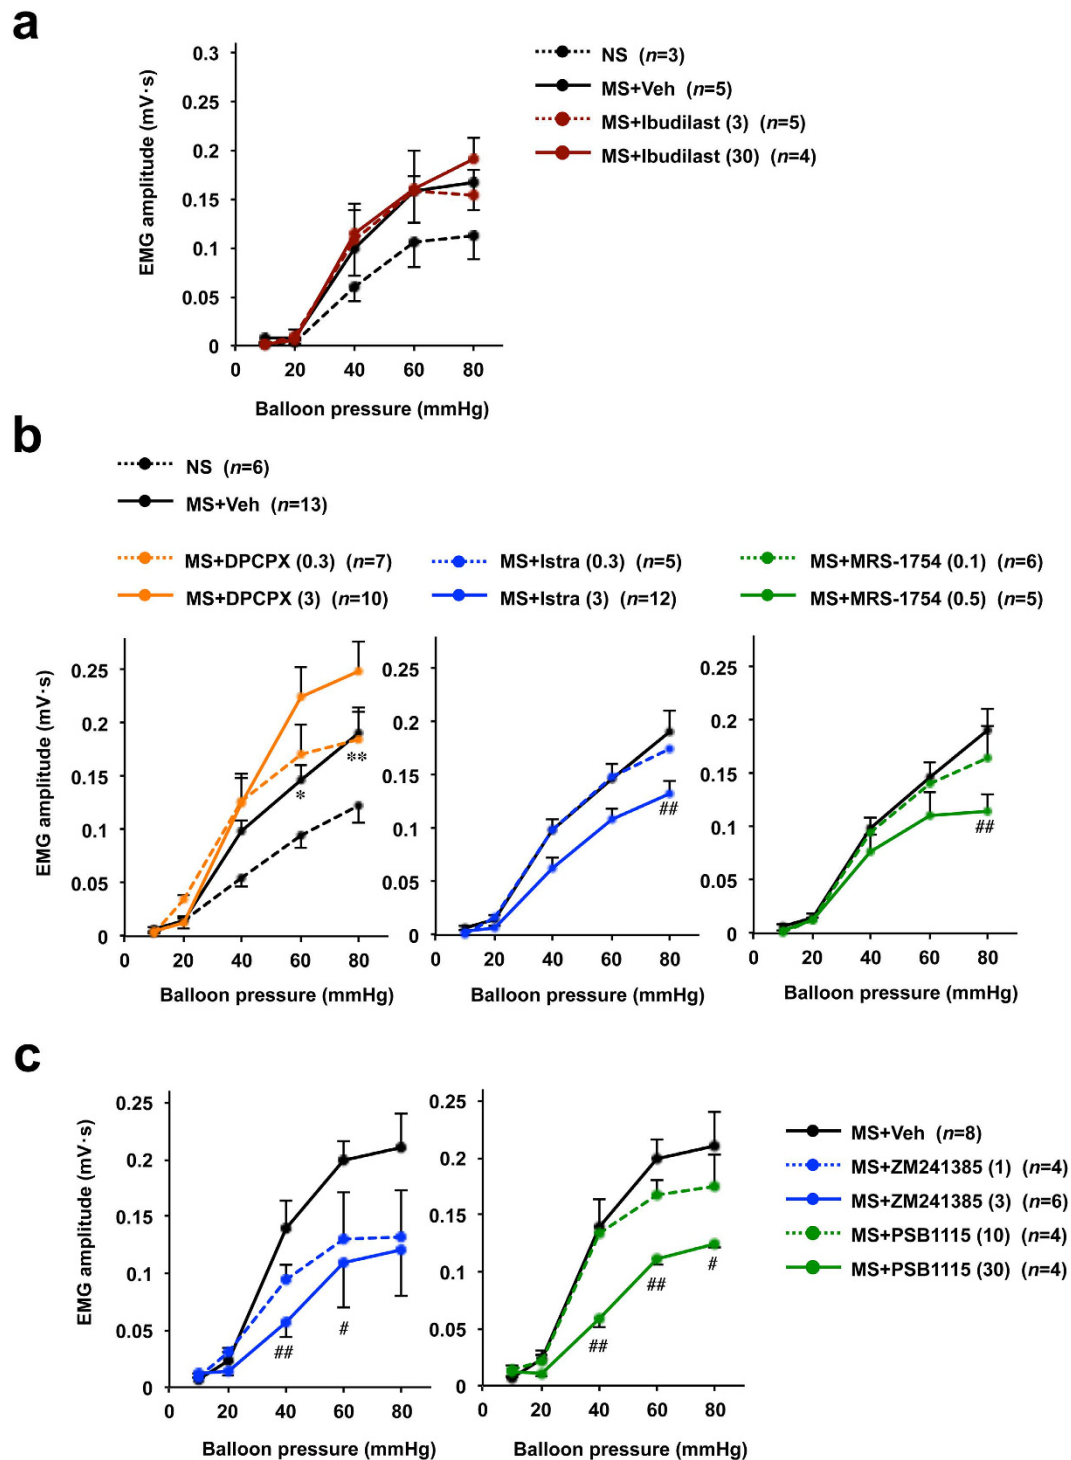 a
EMG amplitude (mV·s)
0.3
0.25
0.2
0.15
0.1
0.05
0
0 20 40 60 80
Balloon pressure (mmHg)
NS (n=3)
MS+Veh (n=5)
MS+Ibudilast (3) (n=5)
MS+Ibudilast (30) (n=4)
b
NS (n=6)
MS+Veh (n=13)
MS+DPCPX (0.3) (n=7)
MS+DPCPX (3) (n=10)
MS+Istra (0.3) (n=5)
MS+Istra (3) (n=12)
MS+MRS-1754 (0.1) (n=6)
MS+MRS-1754 (0.5) (n=5)
EMG amplitude (mV·s)
0.25
0.2
0.15
0.1
0.05
0
**
*
0 20 40 60 80
Balloon pressure (mmHg)
0.25
0.2
0.15
0.1
0.05
0
##
0 20 40 60 80
Balloon pressure (mmHg)
0.25
0.2
0.15
0.1
0.05
0
##
0 20 40 60 80
Balloon pressure (mmHg)
c
EMG amplitude (mV·s)
0.25
0.2
0.15
0.1
0.05
0
#
##
0 20 40 60 80
Balloon pressure (mmHg)
0.25
0.2
0.15
0.1
0.05
0
#
##
##
0 20 40 60 80
Balloon pressure (mmHg)
MS+Veh (n=8)
MS+ZM241385 (1) (n=4)
MS+ZM241385 (3) (n=6)
MS+PSB1115 (10) (n=4)
MS+PSB1115 (30) (n=4)